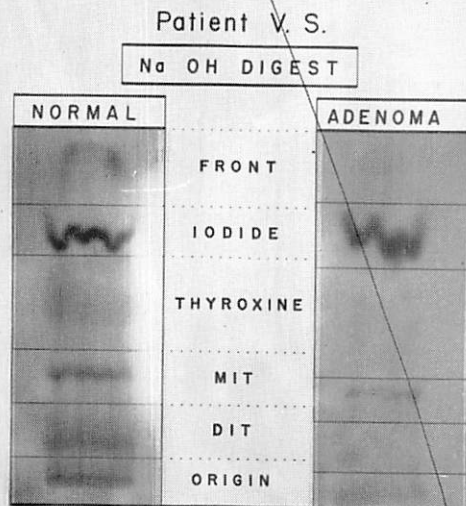 Patient V. S.
Na OH DIGEST
NORMAL
ADENOMA
FRONT
IODIDE
THYROXINE
MIT
DIT
ORIGIN